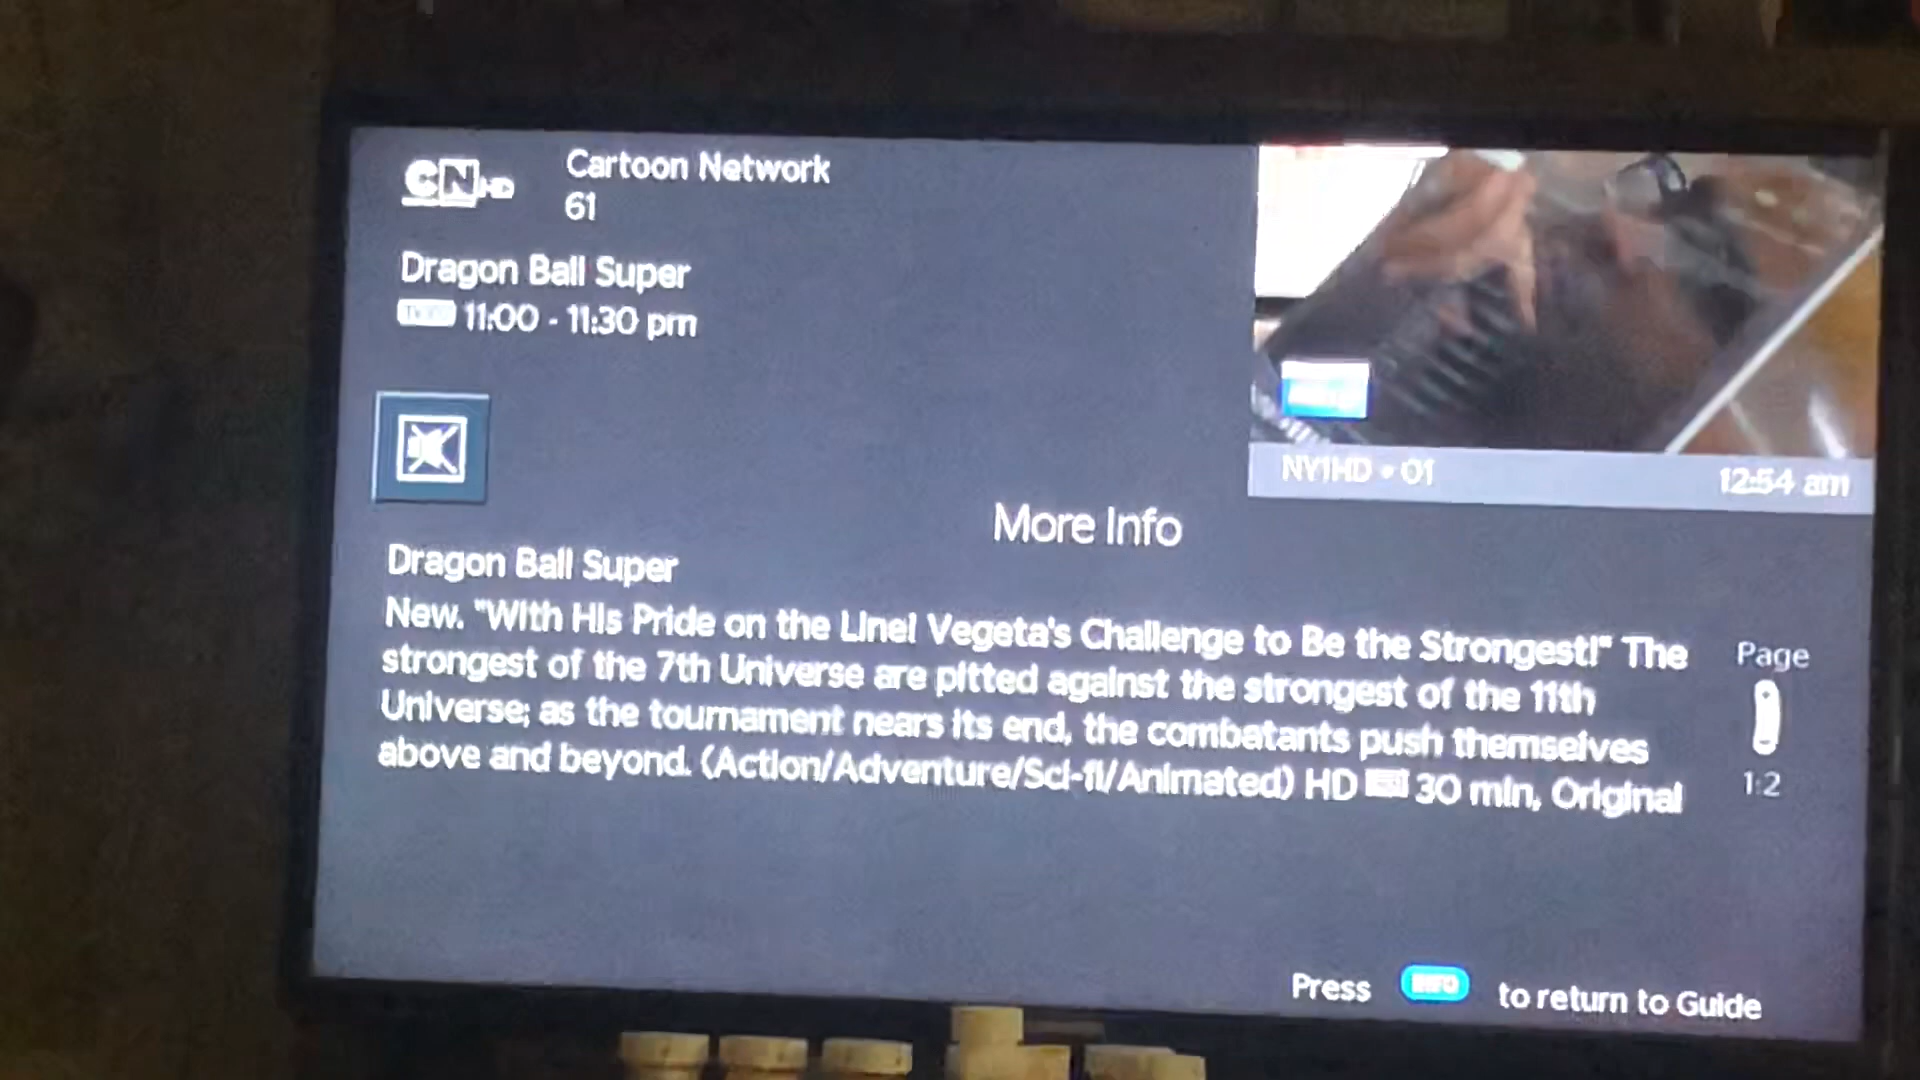 CN HD
Cartoon Network
61
Dragon Ball Super
11:00 - 11:30 pm
NY1HD • 01
12:54 am
More Info
Dragon Ball Super
New. "With His Pride on the Line! Vegeta's Challenge to Be the Strongest!" The
strongest of the 7th Universe are pitted against the strongest of the 11th
Universe; as the tournament nears its end, the combatants push themselves
above and beyond. (Action/Adventure/Sci-fi/Animated) HD 30 min, Original
Page
1:2
Press INFO to return to Guide